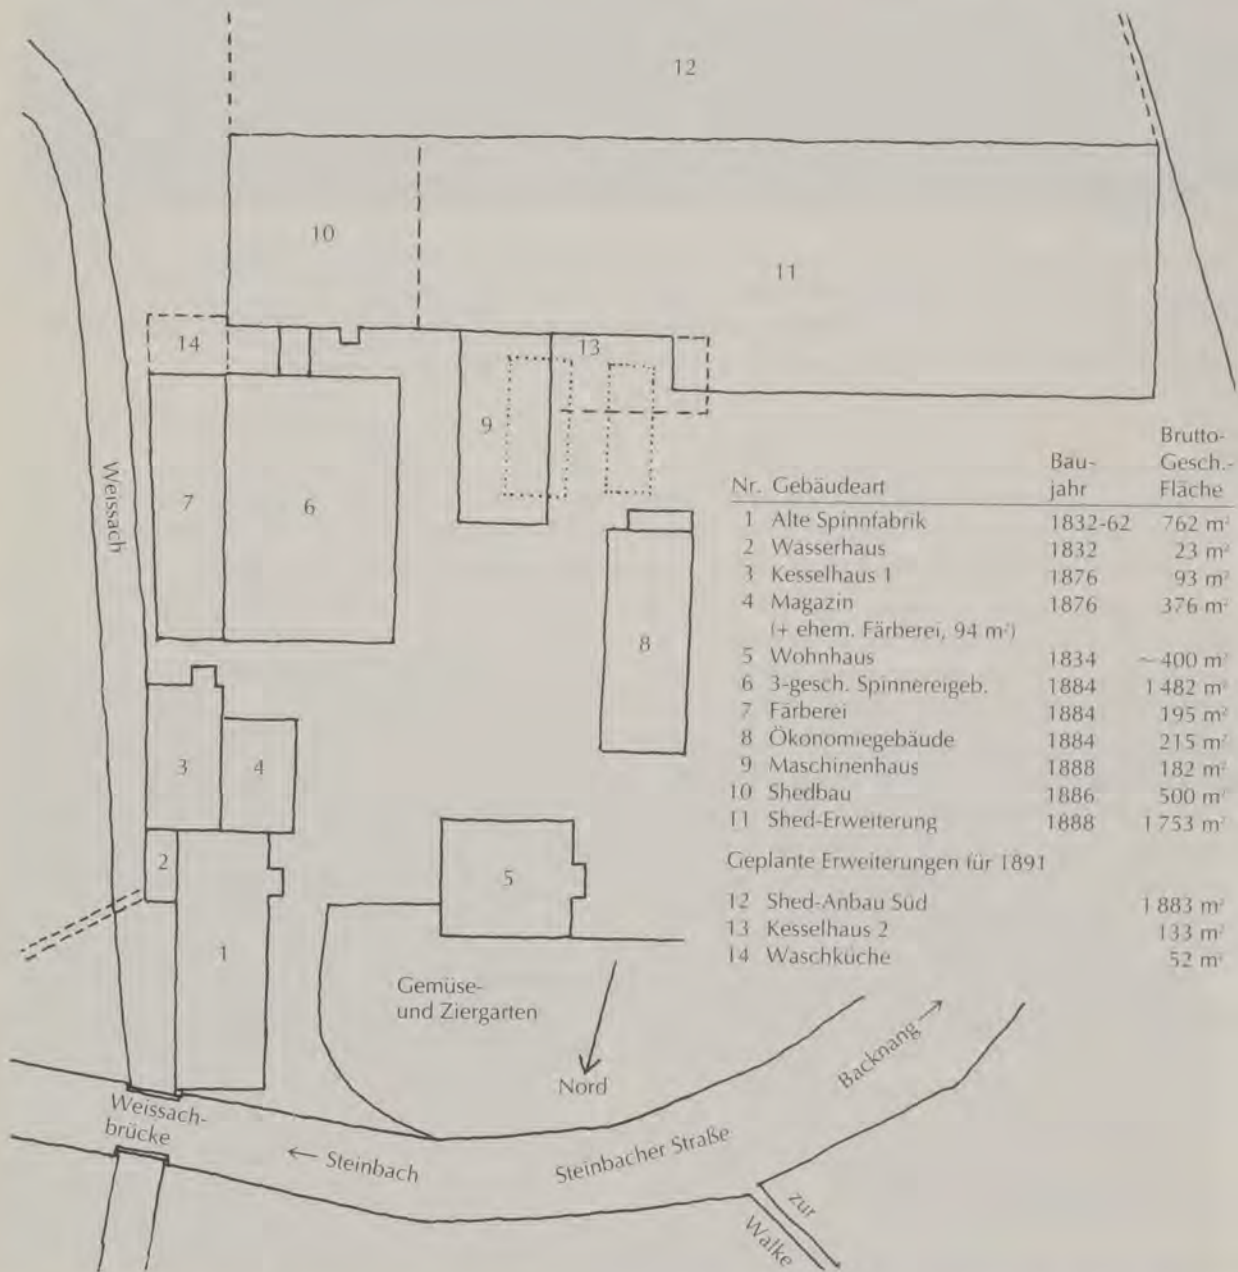 12
10
11
14
13
9
7
6
Weissach
8
3
4
2
5
1
Gemüse-
und Ziergarten
Nord
Weissach-
brücke
← Steinbach
Steinbacher Straße
Backnang →
zur
Walke
Brutto-
Bau- Gesch.-
Nr. Gebäudeart jahr Fläche
1 Alte Spinnfabrik 1832-62 762 m²
2 Wasserhaus 1832 23 m²
3 Kesselhaus 1 1876 93 m²
4 Magazin 1876 376 m²
(+ ehem. Färberei, 94 m²)
5 Wohnhaus 1834 ~ 400 m²
6 3-gesch. Spinnereigeb. 1884 1 482 m²
7 Färberei 1884 195 m²
8 Ökonomiegebäude 1884 215 m²
9 Maschinenhaus 1888 182 m²
10 Shedbau 1886 500 m²
11 Shed-Erweiterung 1888 1 753 m²
Geplante Erweiterungen für 1891
12 Shed-Anbau Süd 1 883 m²
13 Kesselhaus 2 133 m²
14 Waschküche 52 m²